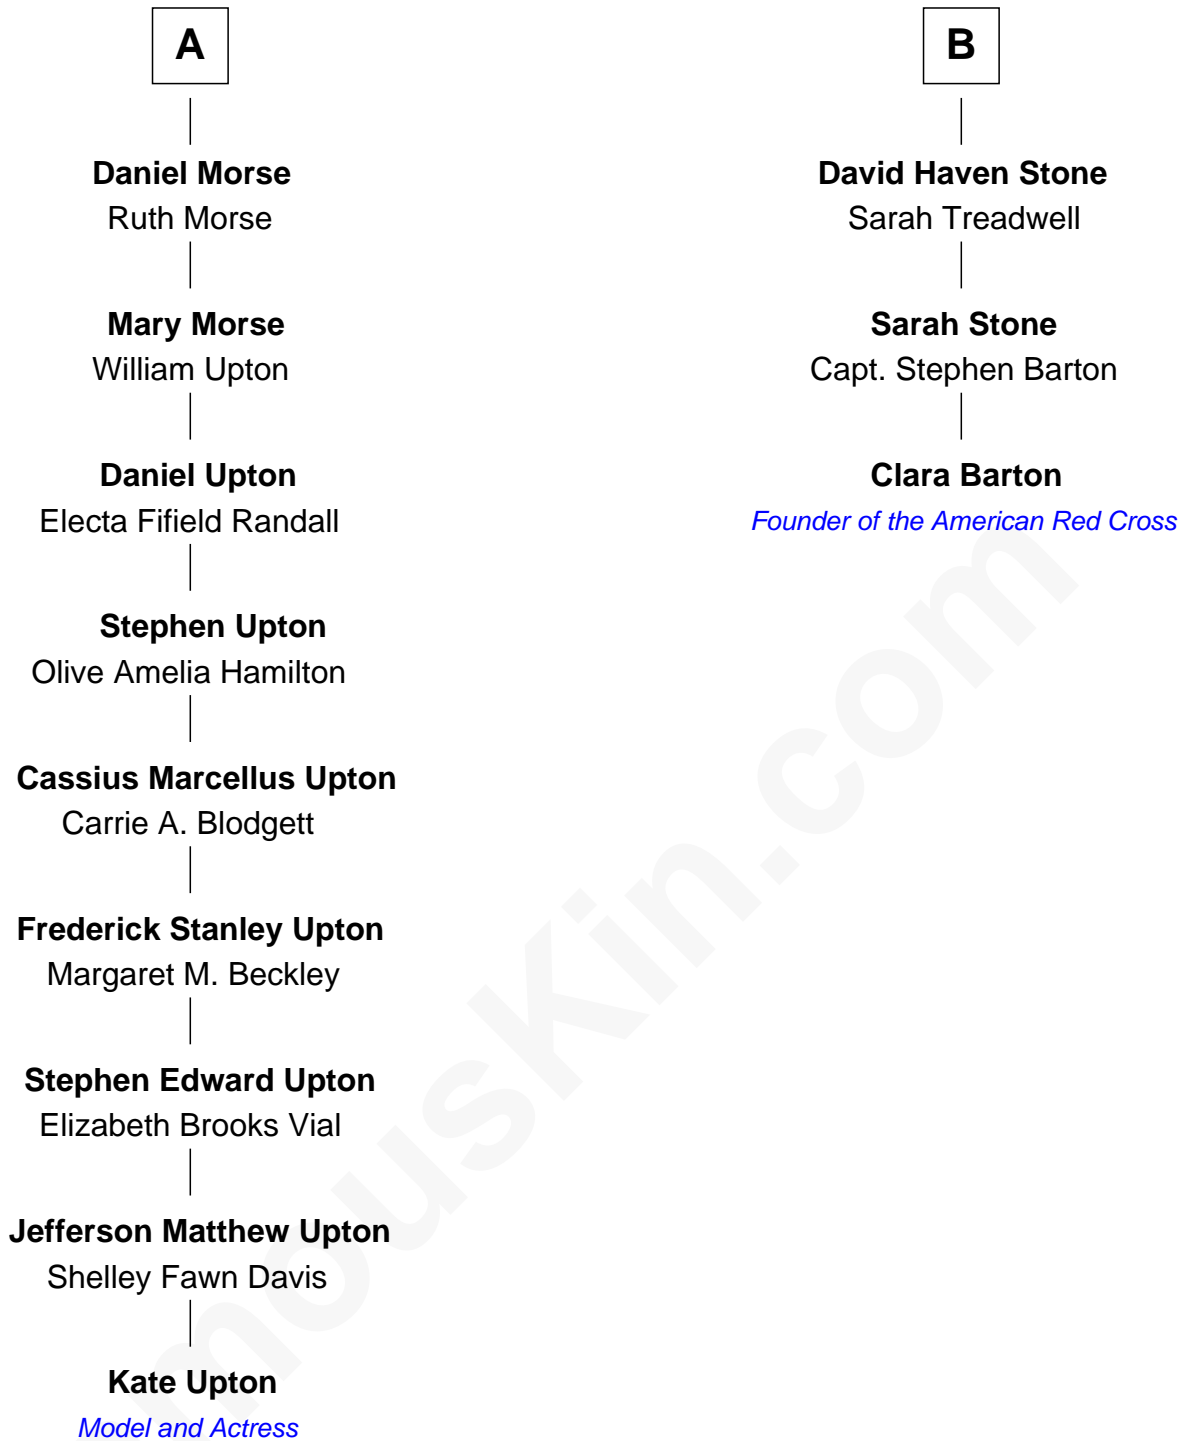 A
Daniel Morse
Ruth Morse
Mary Morse
William Upton
Daniel Upton
Electa Fifield Randall
Stephen Upton
Olive Amelia Hamilton
Cassius Marcellus Upton
Carrie A. Blodgett
Frederick Stanley Upton
Margaret M. Beckley
Stephen Edward Upton
Elizabeth Brooks Vial
Jefferson Matthew Upton
Shelley Fawn Davis
Kate Upton
Model and Actress
B
David Haven Stone
Sarah Treadwell
Sarah Stone
Capt. Stephen Barton
Clara Barton
Founder of the American Red Cross
mousKin.com